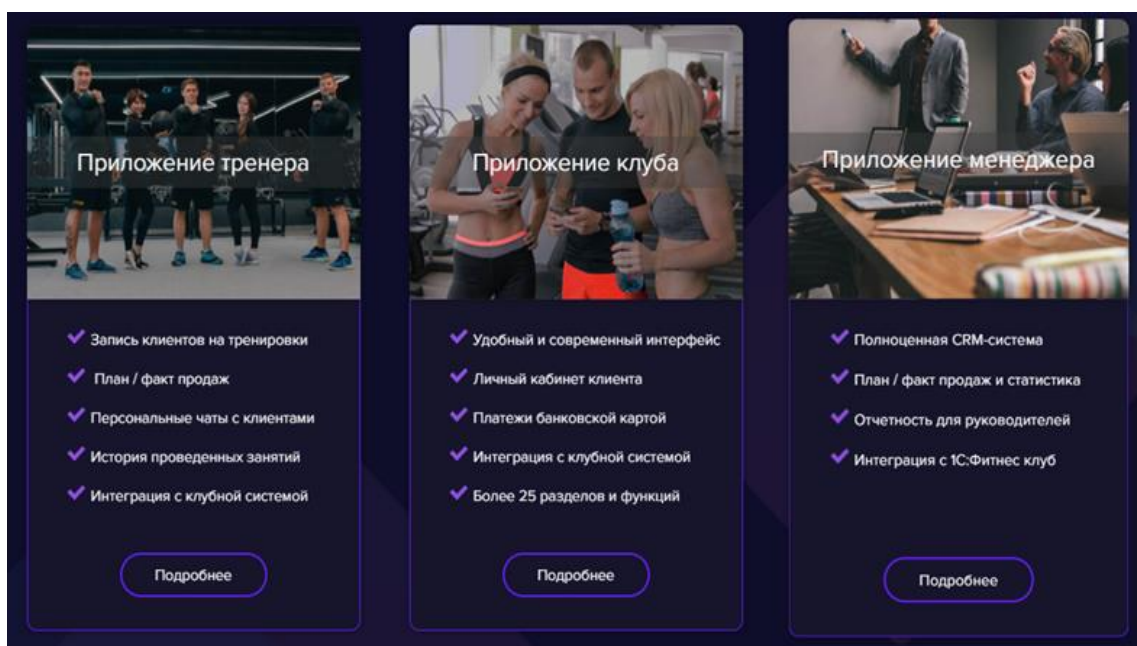 Приложение тренера
Запись клиентов на тренировки
План / факт продаж
Персональные чаты с клиентами
История проведенных занятий
Интеграция с клубной системой
Подробнее
Приложение клуба
Удобный и современный интерфейс
Личный кабинет клиента
Платежи банковской картой
Интеграция с клубной системой
Более 25 разделов и функций
Подробнее
Приложение менеджера
Полноценная CRM-система
План / факт продаж и статистика
Отчетность для руководителей
Интеграция с 1С:Фитнес клуб
Подробнее